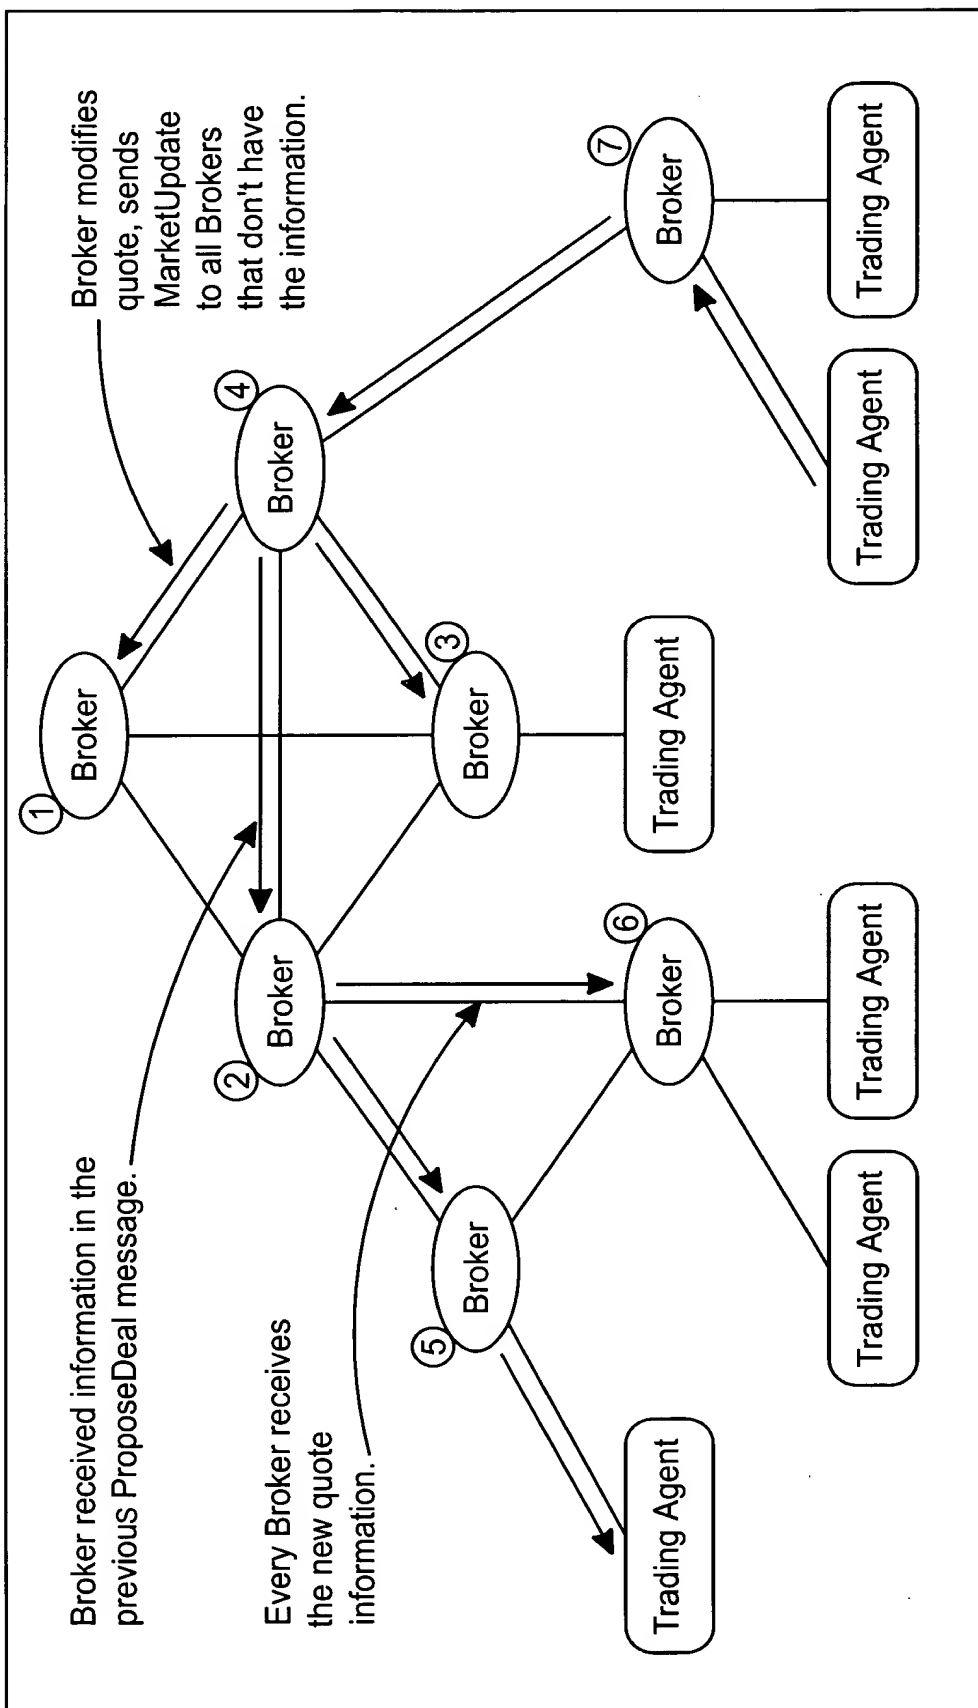 Broker received information in the
previous ProposeDeal message.
Broker modifies
quote, sends
MarketUpdate
to all Brokers
that don't have
the information.
Every Broker receives
the new quote
information.
1
Broker
2
Broker
4
Broker
5
Broker
3
Broker
6
Broker
7
Broker
Trading Agent
Trading Agent
Trading Agent
Trading Agent
Trading Agent
Trading Agent